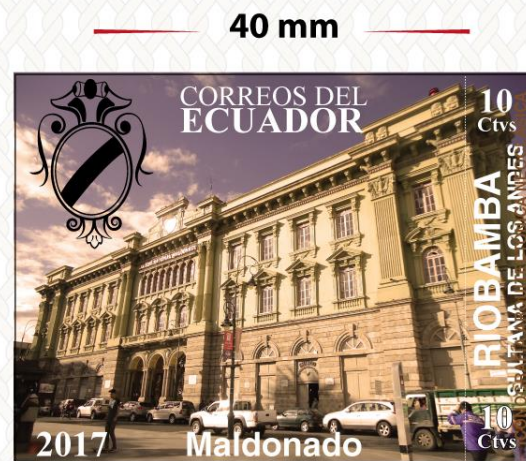 40 mm
CORREOS DEL
ECUADOR
10
Ctvs
RIOBAMBA
SULTANA DE LOS ANDES
10
Ctvs
2017
Maldonado